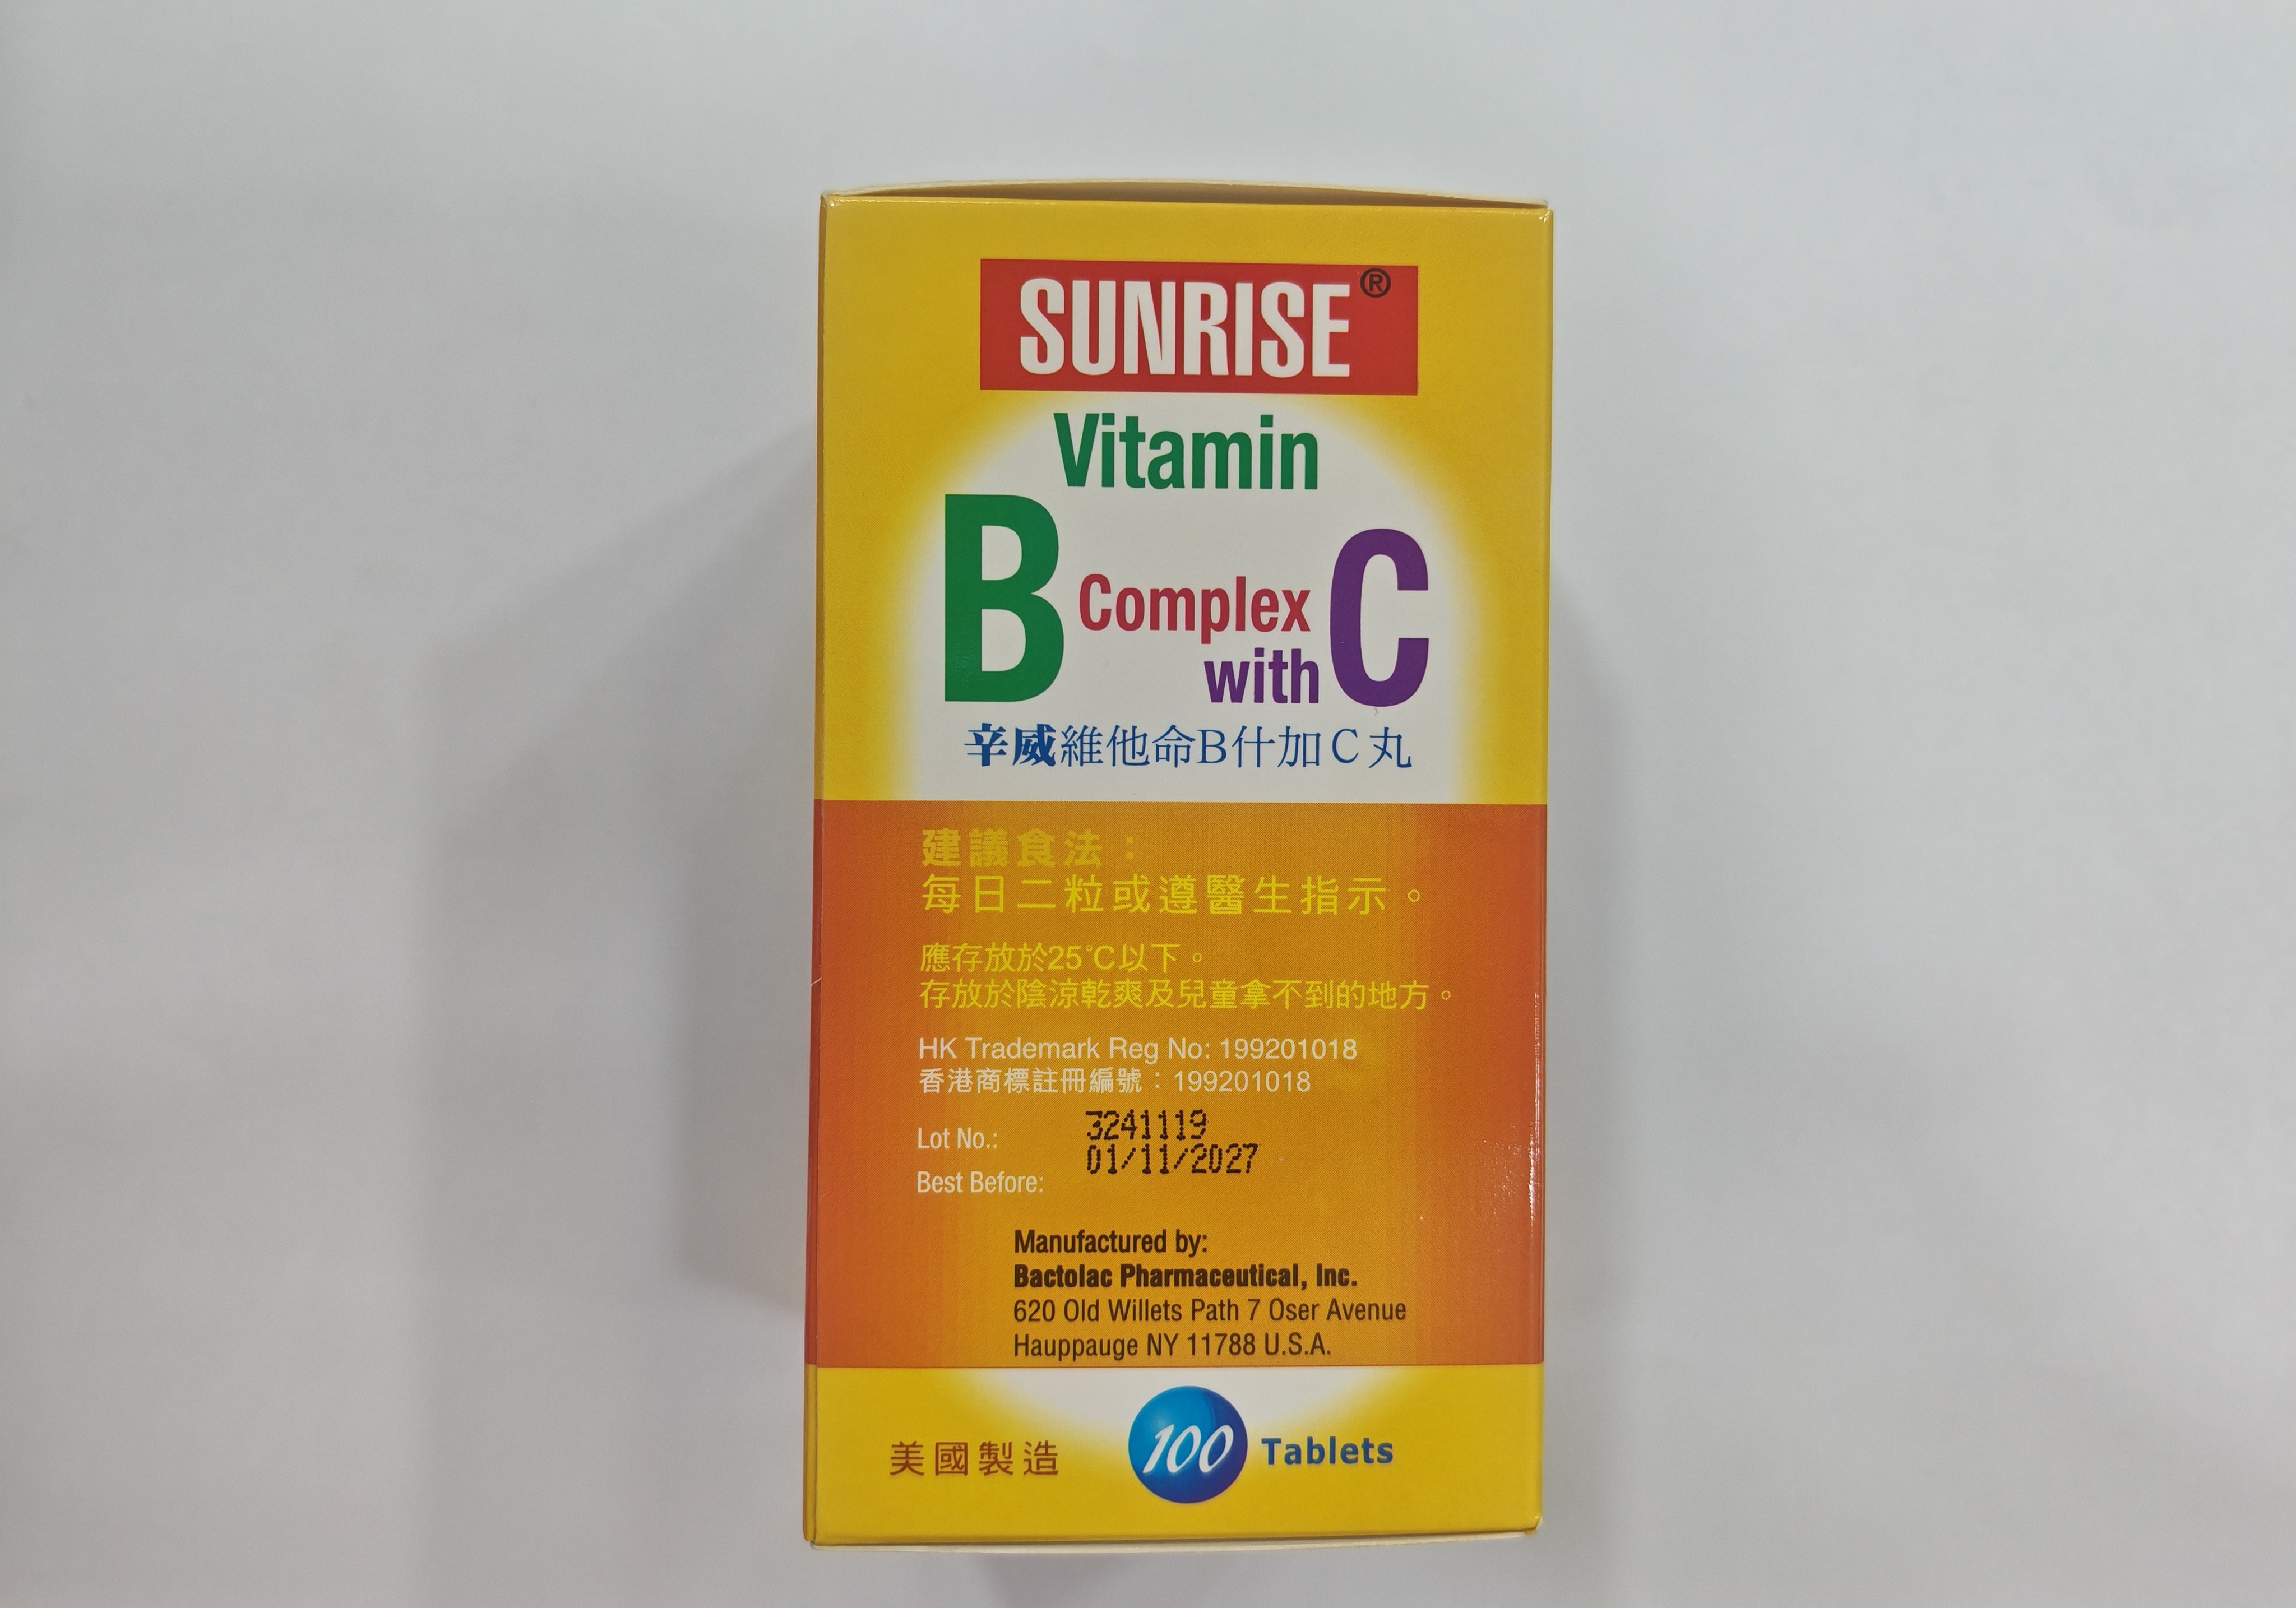 SUNRISE®
Vitamin
B Complex with C
辛威維他命B什加C丸
建議食法：
每日二粒或遵醫生指示。
應存放於25°C以下。
存放於陰涼乾爽及兒童拿不到的地方。
HK Trademark Reg No: 199201018
香港商標註冊編號：199201018
Lot No.: 3241119
Best Before: 01/11/2027
Manufactured by:
Bactolac Pharmaceutical, Inc.
620 Old Willets Path 7 Oser Avenue
Hauppauge NY 11788 U.S.A.
美國製造 100 Tablets